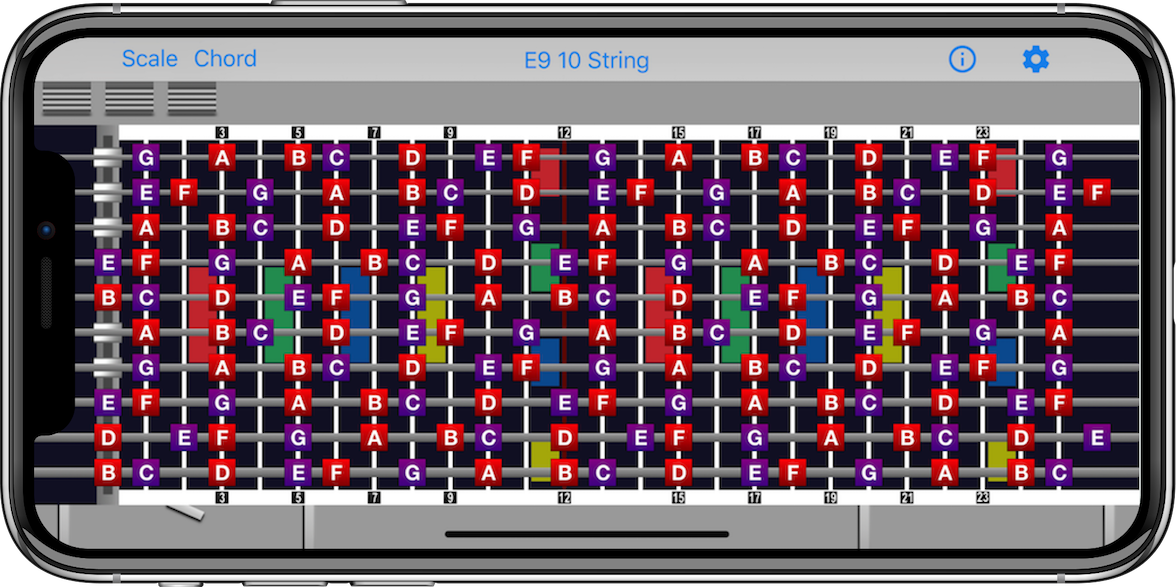 Scale Chord E9 10 String i
3 5 7 9 12 15 17 19 21 23
G A B C D E F G A B C D E F G
E F G A B C D E F G A B C D E F
A B C D E F G A B C D E F G A
E F G A B C D E F G A B C D E F
B C D E F G A B C D E F G A B C
A B C D E F G A B C D E F G A
G A B C D E F G A B C D E F G
E F G A B C D E F G A B C D E F
D E F G A B C D E F G A B C D E
B C D E F G A B C D E F G A B C
3 5 7 9 12 15 17 19 21 23